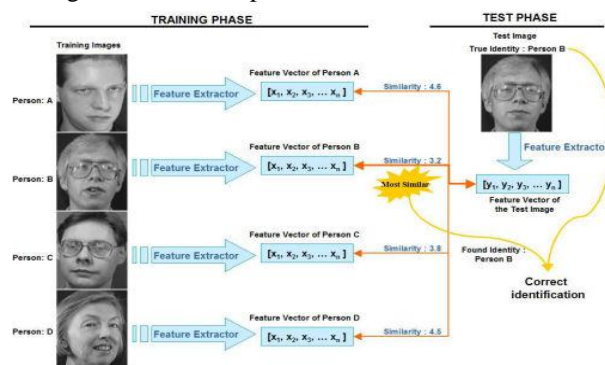 TRAINING PHASE
TEST PHASE
Training Images
Test Image
True Identity : Person B
Person: A
Feature Extractor
Feature Vector of Person A
[x1, x2, x3, ... xn ]
Similarity : 4.6
Person: B
Feature Extractor
Feature Vector of Person B
[x1, x2, x3, ... xn ]
Similarity : 3.2
Most Similar
Feature Extractor
[y1, y2, y3, ... yn ]
Feature Vector of
the Test Image
Person: C
Feature Extractor
Feature Vector of Person C
[x1, x2, x3, ... xn ]
Similarity : 3.8
Found Identity :
Person B
Correct
identification
Person: D
Feature Extractor
Feature Vector of Person D
[x1, x2, x3, ... xn ]
Similarity : 4.5